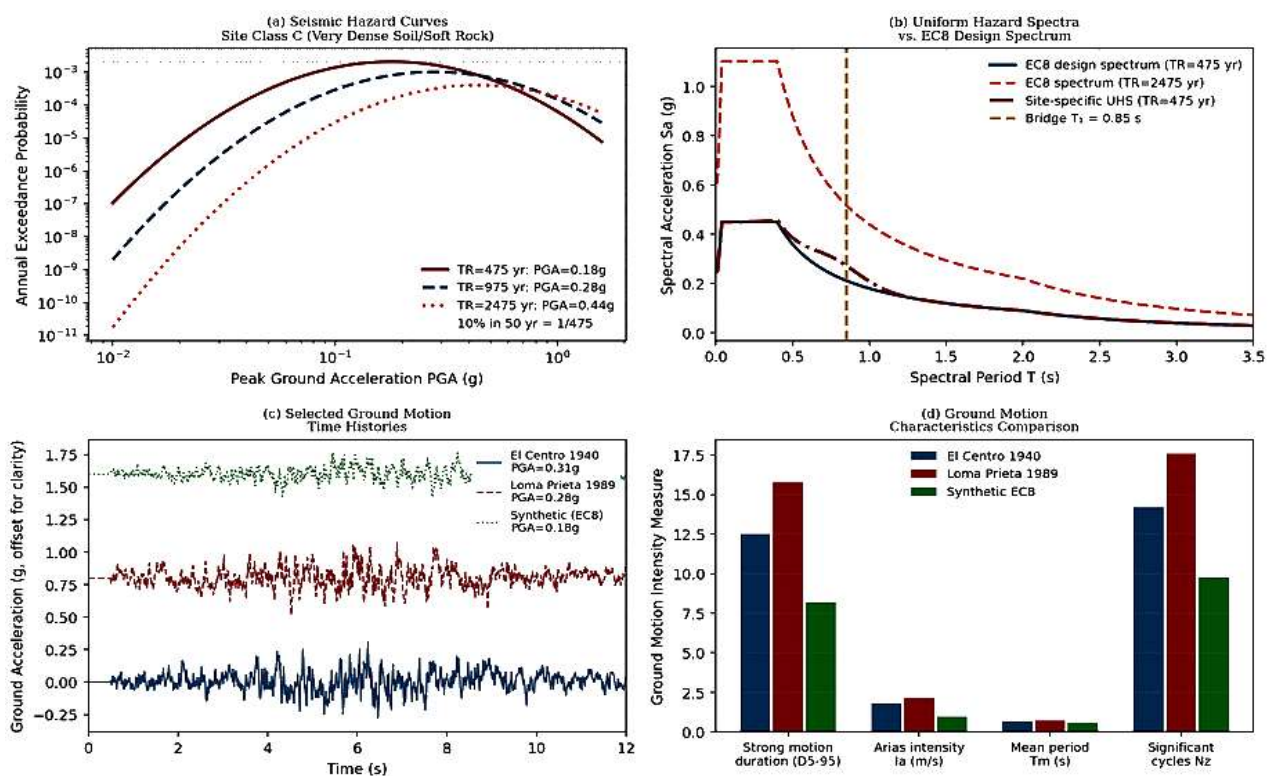 (a) Seismic Hazard Curves
Site Class C (Very Dense Soil/Soft Rock)
Annual Exceedance Probability
10⁻³
10⁻⁴
10⁻⁵
10⁻⁶
10⁻⁷
10⁻⁸
10⁻⁹
10⁻¹⁰
10⁻¹¹
TR=475 yr: PGA=0.18g
TR=975 yr: PGA=0.28g
TR=2475 yr: PGA=0.44g
10% in 50 yr = 1/475
10⁻² 10⁻¹ 10⁰
Peak Ground Acceleration PGA (g)
(b) Uniform Hazard Spectra
vs. EC8 Design Spectrum
Spectral Acceleration Sa (g)
1.0
0.8
0.6
0.4
0.2
0.0
EC8 design spectrum (TR=475 yr)
EC8 spectrum (TR=2475 yr)
Site-specific UHS (TR=475 yr)
Bridge T₁ = 0.85 s
0.0 0.5 1.0 1.5 2.0 2.5 3.0 3.5
Spectral Period T (s)
(c) Selected Ground Motion
Time Histories
Ground Acceleration (g, offset for clarity)
1.75
1.50
1.25
1.00
0.75
0.50
0.25
0.00
−0.25
El Centro 1940
PGA=0.31g
Loma Prieta 1989
PGA=0.28g
Synthetic (EC8)
PGA=0.18g
0 2 4 6 8 10 12
Time (s)
(d) Ground Motion
Characteristics Comparison
Ground Motion Intensity Measure
17.5
15.0
12.5
10.0
7.5
5.0
2.5
0.0
El Centro 1940
Loma Prieta 1989
Synthetic EC8
Strong motion
duration (D5-95)
Arias intensity
Ia (m/s)
Mean period
Tm (s)
Significant
cycles Nz